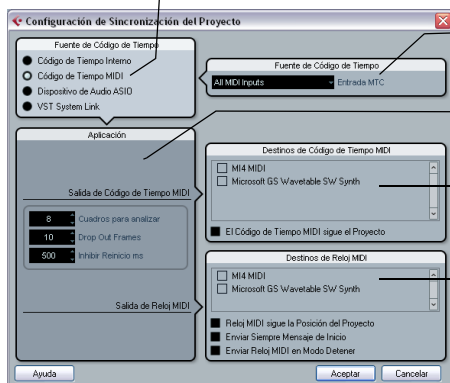 Configuración de Sincronización del Proyecto
Fuente de Código de Tiempo
Código de Tiempo Interno
Código de Tiempo MIDI
Dispositivo de Audio ASIO
VST System Link
Fuente de Código de Tiempo
All MIDI Inputs
Entrada MTC
Aplicación
Salida de Código de Tiempo MIDI
8 Cuadros para analizar
10 Drop Out Frames
500 Inhibir Reinicio ms
Salida de Reloj MIDI
Destinos de Código de Tiempo MIDI
MI4 MIDI
Microsoft GS Wavetable SW Synth
El Código de Tiempo MIDI sigue el Proyecto
Destinos de Reloj MIDI
MI4 MIDI
Microsoft GS Wavetable SW Synth
Reloj MIDI sigue la Posición del Proyecto
Enviar Siempre Mensaje de Inicio
Enviar Reloj MIDI en Modo Detener
Ayuda
Aceptar
Cancelar